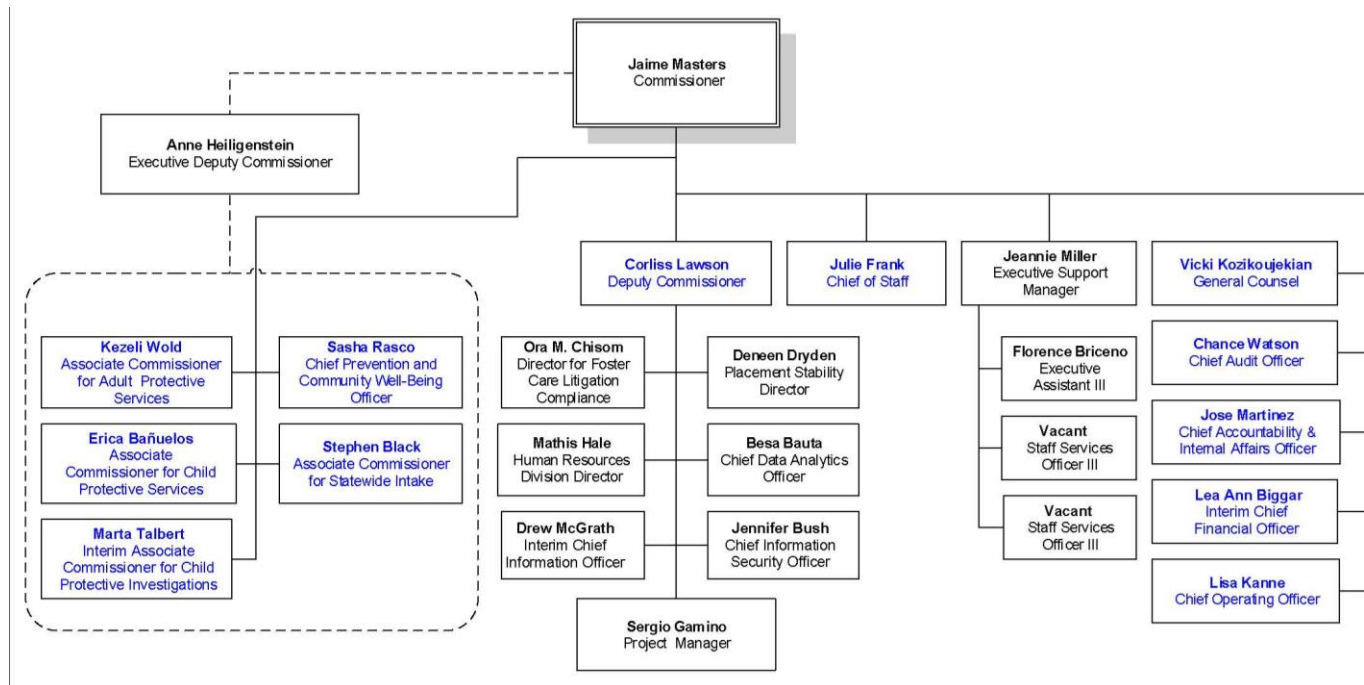 Jaime Masters
Commissioner
Anne Heiligenstein
Executive Deputy Commissioner
Corliss Lawson
Deputy Commissioner
Julie Frank
Chief of Staff
Jeannie Miller
Executive Support
Manager
Vicki Kozikoujekian
General Counsel
Kezeli Wold
Associate Commissioner
for Adult Protective
Services
Sasha Rasco
Chief Prevention and
Community Well-Being
Officer
Erica Bañuelos
Associate
Commissioner for Child
Protective Services
Stephen Black
Associate Commissioner
for Statewide Intake
Marta Talbert
Interim Associate
Commissioner for Child
Protective Investigations
Ora M. Chisom
Director for Foster
Care Litigation
Compliance
Deneen Dryden
Placement Stability
Director
Mathis Hale
Human Resources
Division Director
Besa Bauta
Chief Data Analytics
Officer
Drew McGrath
Interim Chief
Information Officer
Jennifer Bush
Chief Information
Security Officer
Sergio Gamino
Project Manager
Florence Briceno
Executive
Assistant III
Vacant
Staff Services
Officer III
Vacant
Staff Services
Officer III
Chance Watson
Chief Audit Officer
Jose Martinez
Chief Accountability &
Internal Affairs Officer
Lea Ann Biggar
Interim Chief
Financial Officer
Lisa Kanne
Chief Operating Officer